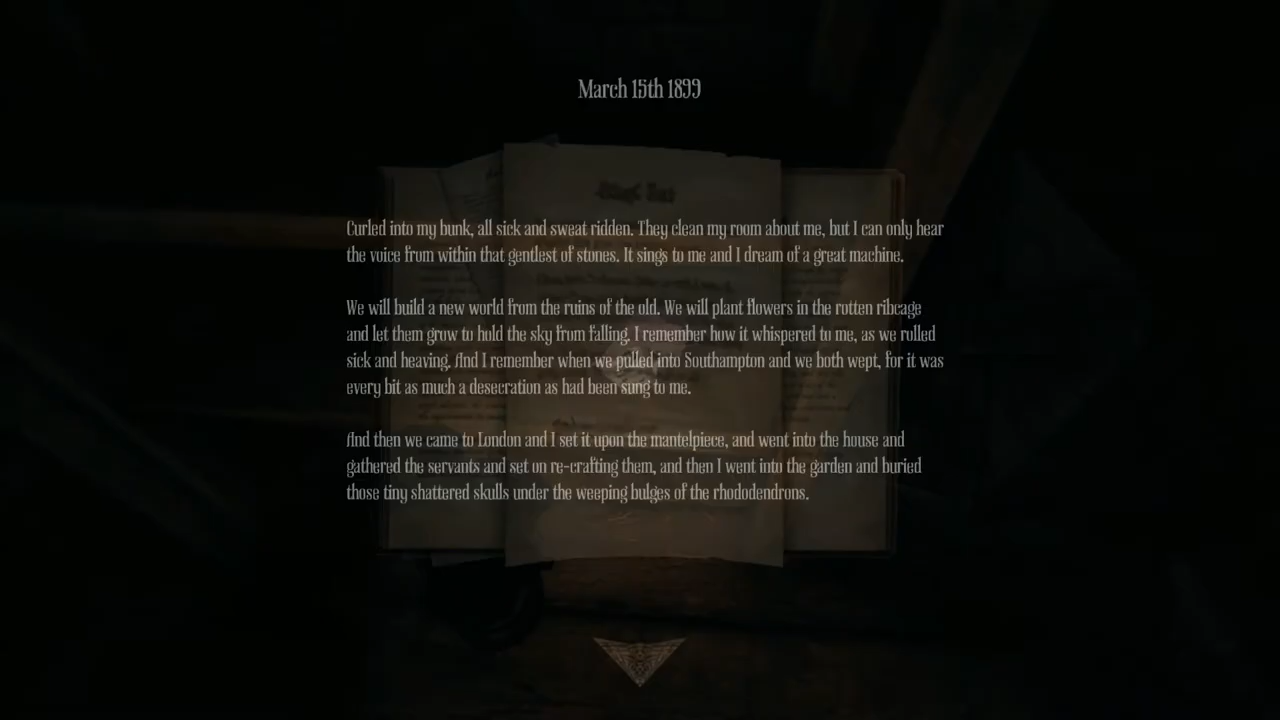 March 15th 1899
Curled into my bunk, all sick and sweat ridden. They clean my room about me, but I can only hear
the voice from within that gentlest of stones. It sings to me and I dream of a great machine.
We will build a new world from the ruins of the old. We will plant flowers in the rotten ribcage
and let them grow to hold the sky from falling. I remember how it whispered to me, as we rolled
sick and heaving. And I remember when we pulled into Southampton and we both wept, for it was
every bit as much a desecration as had been sung to me.
And then we came to London and I set it upon the mantelpiece, and went into the house and
gathered the servants and set on re-crafting them, and then I went into the garden and buried
those tiny shattered skulls under the weeping bulges of the rhododendrons.